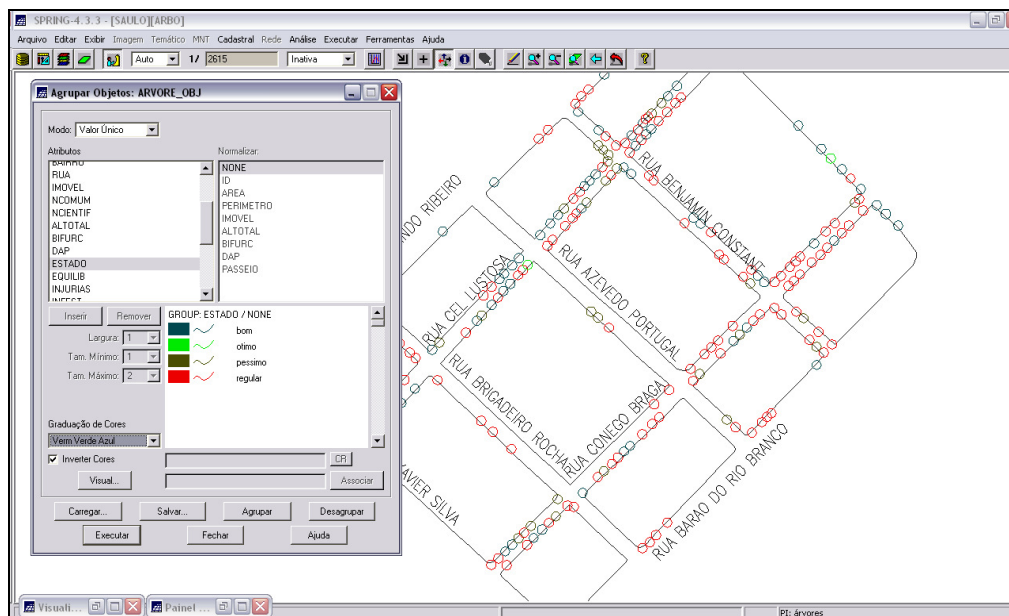 SPRING-4.3.3 - [SAULO][ARBO]
Arquivo Editar Exibir Imagem Temático MNT Cadastral Rede Análise Executar Ferramentas Ajuda
Auto 1/ 2615 Inativa
Agrupar Objetos: ARVORE_OBJ
Modo: Valor Único
Atributos Normalizar:
BAIRRO
RUA
IMOVEL
NCOMUM
NCIENTIF
ALTOTAL
BIFURC
DAP
ESTADO
EQUILIB
INJURIAS
INFEST
NONE
ID
AREA
PERIMETRO
IMOVEL
ALTOTAL
BIFURC
DAP
PASSEIO
Inserir Remover
Largura: 1
Tam. Mínimo: 1
Tam. Máximo: 2
GROUP: ESTADO / NONE
bom
otimo
pessimo
regular
Graduação de Cores
Verm Verde Azul
Inverter Cores
CR
Visual...
Associar
Carregar... Salvar... Agrupar Desagrupar
Executar Fechar Ajuda
RUA BENJAMIN CONSTANT
NDO RIBEIRO
RUA AZEVEDO PORTUGAL
RUA CEL LUSTOSA
RUA BRIGADEIRO ROCHA
RUA CONEGO BRAGA
RUA BARAO DO RIO BRANCO
AVIER SILVA
Visuali...
Painel ...
PI: árvores